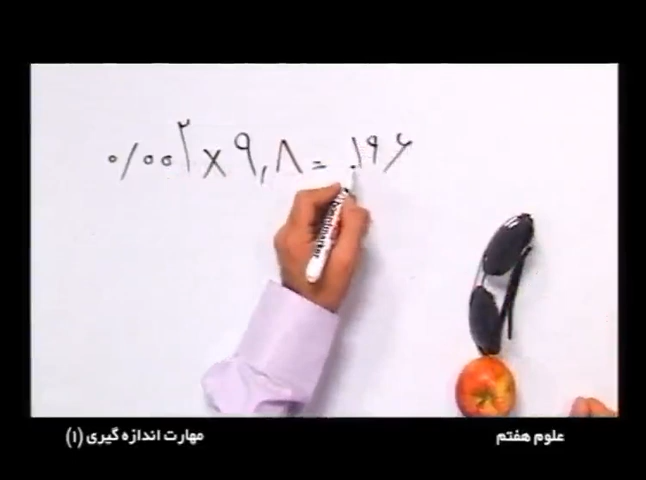 ۰/۰۰۲ × ۹,۸ = .۱۹۶
علوم هفتم
مهارت اندازه گیری (۱)